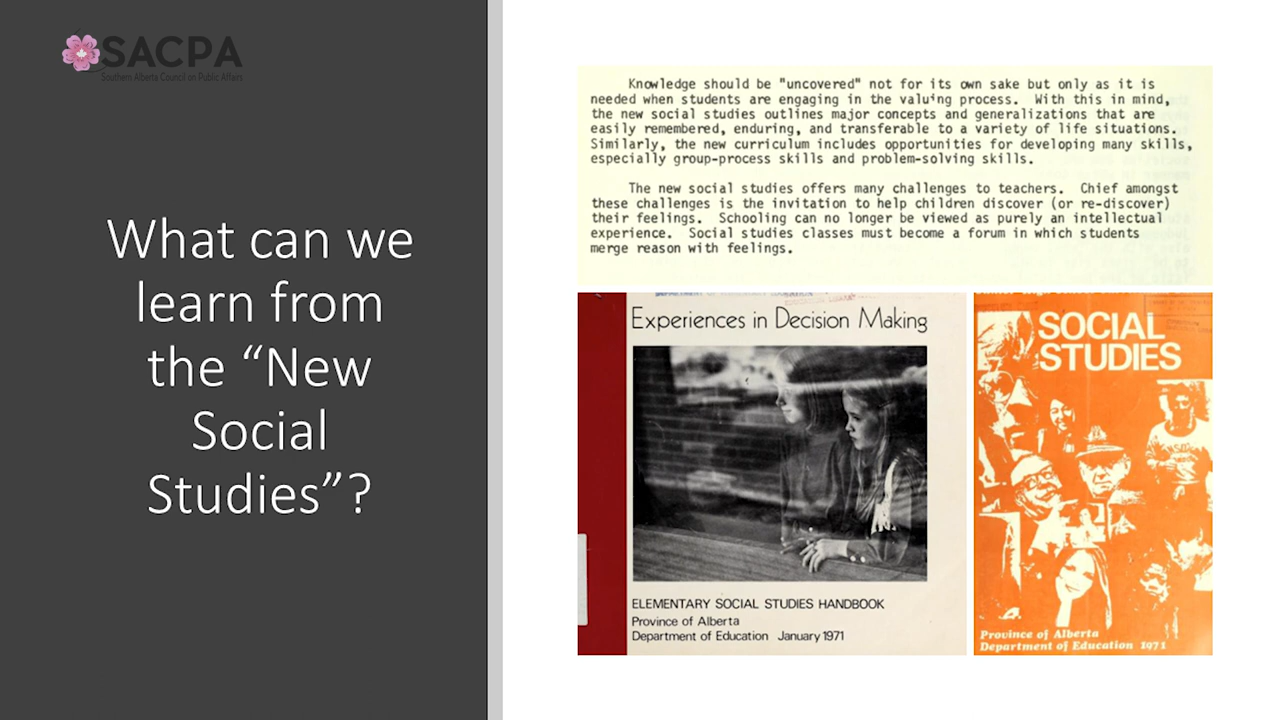 SACPA
Southern Alberta Council on Public Affairs
What can we
learn from
the “New
Social
Studies”?
Knowledge should be "uncovered" not for its own sake but only as it is
needed when students are engaging in the valuing process. With this in mind,
the new social studies outlines major concepts and generalizations that are
easily remembered, enduring, and transferable to a variety of life situations.
Similarly, the new curriculum includes opportunities for developing many skills,
especially group-process skills and problem-solving skills.
The new social studies offers many challenges to teachers. Chief amongst
these challenges is the invitation to help children discover (or re-discover)
their feelings. Schooling can no longer be viewed as purely an intellectual
experience. Social studies classes must become a forum in which students
merge reason with feelings.
Experiences in Decision Making
ELEMENTARY SOCIAL STUDIES HANDBOOK
Province of Alberta
Department of Education January 1971
SOCIAL
STUDIES
Province of Alberta
Department of Education 1971